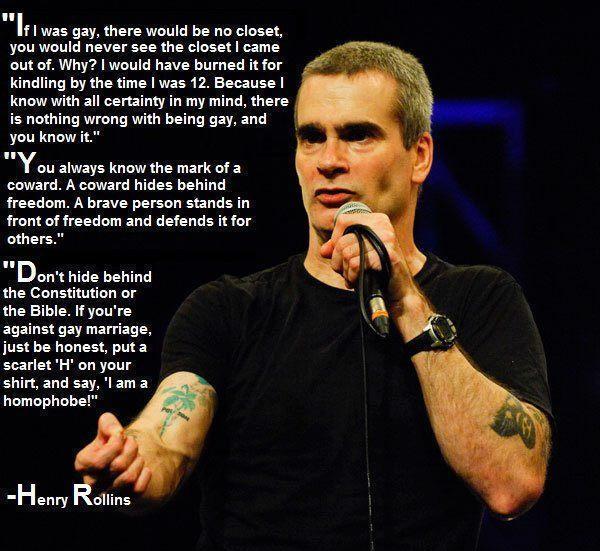 "If I was gay, there would be no closet,
you would never see the closet I came
out of. Why? I would have burned it for
kindling by the time I was 12. Because I
know with all certainty in my mind, there
is nothing wrong with being gay, and
you know it."
"You always know the mark of a
coward. A coward hides behind
freedom. A brave person stands in
front of freedom and defends it for
others."
"Don't hide behind
the Constitution or
the Bible. If you're
against gay marriage,
just be honest, put a
scarlet 'H' on your
shirt, and say, 'I am a
homophobe!"
-Henry Rollins